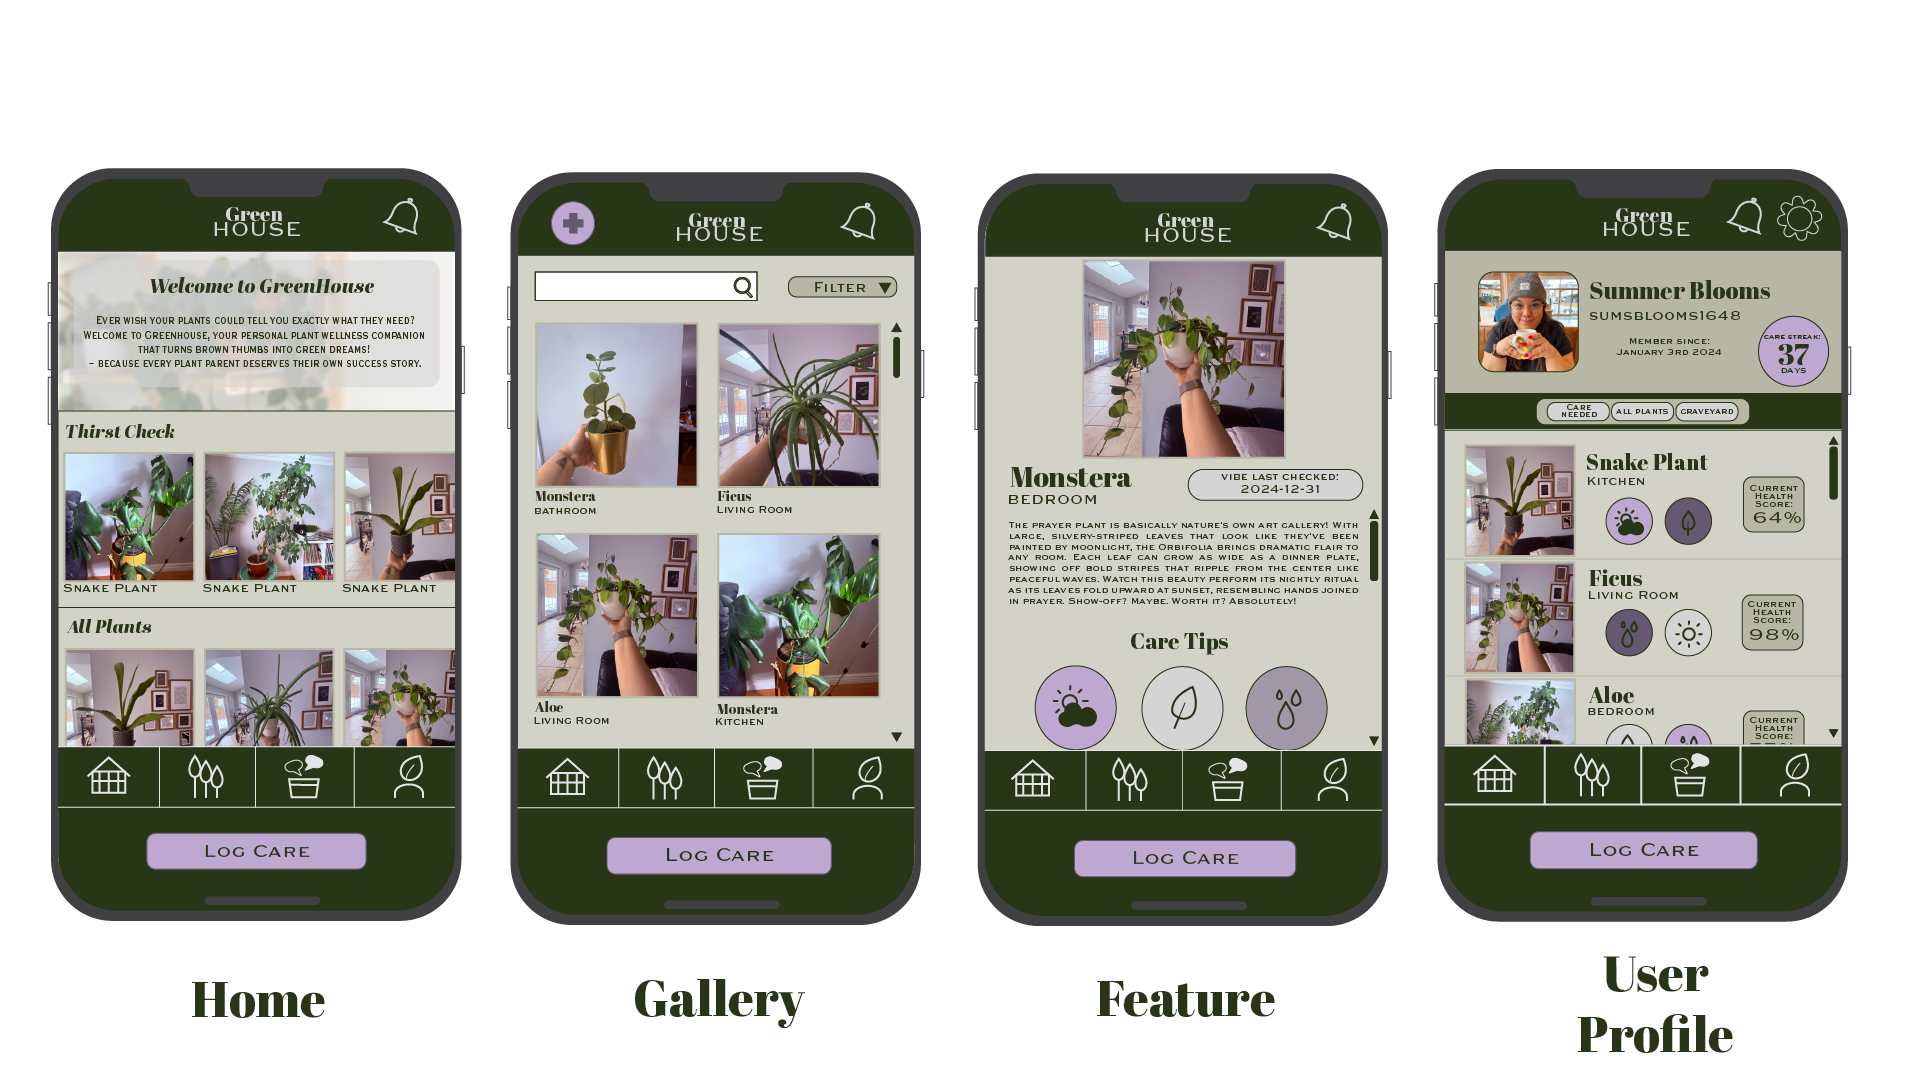 Green
HOUSE
Welcome to GreenHouse
Ever wish your plants could tell you exactly what they need?
Welcome to Greenhouse, your personal plant wellness companion
that turns brown thumbs into green dreams!
– because every plant parent deserves their own success story.
Thirst Check
Snake Plant
Snake Plant
Snake Plant
All Plants
Log Care
Home
Green
HOUSE
Filter
Monstera
Bathroom
Ficus
Living Room
Aloe
Living Room
Monstera
Kitchen
Log Care
Gallery
Green
HOUSE
Monstera
Bedroom
Vibe last checked:
2024-12-31
The prayer plant is basically nature's own art gallery! With
large, silvery-striped leaves that look like they've been
painted by moonlight, the Orbifolia brings dramatic flair to
any room. Each leaf can grow as wide as a dinner plate,
showing off bold stripes that ripple from the center like
peaceful waves. Watch this beauty perform its nightly ritual
as its leaves fold upward at sunset, resembling hands joined
in prayer. Show-off? Maybe. Worth it? Absolutely!
Care Tips
Log Care
Feature
Green
HOUSE
Summer Blooms
sumsblooms1648
Member since:
January 3rd 2024
Care streak:
37
Days
Care
Needed
All Plants
Graveyard
Snake Plant
Kitchen
Current
Health
Score:
64%
Ficus
Living Room
Current
Health
Score:
98%
Aloe
Bedroom
Current
Health
Score:
Log Care
User
Profile